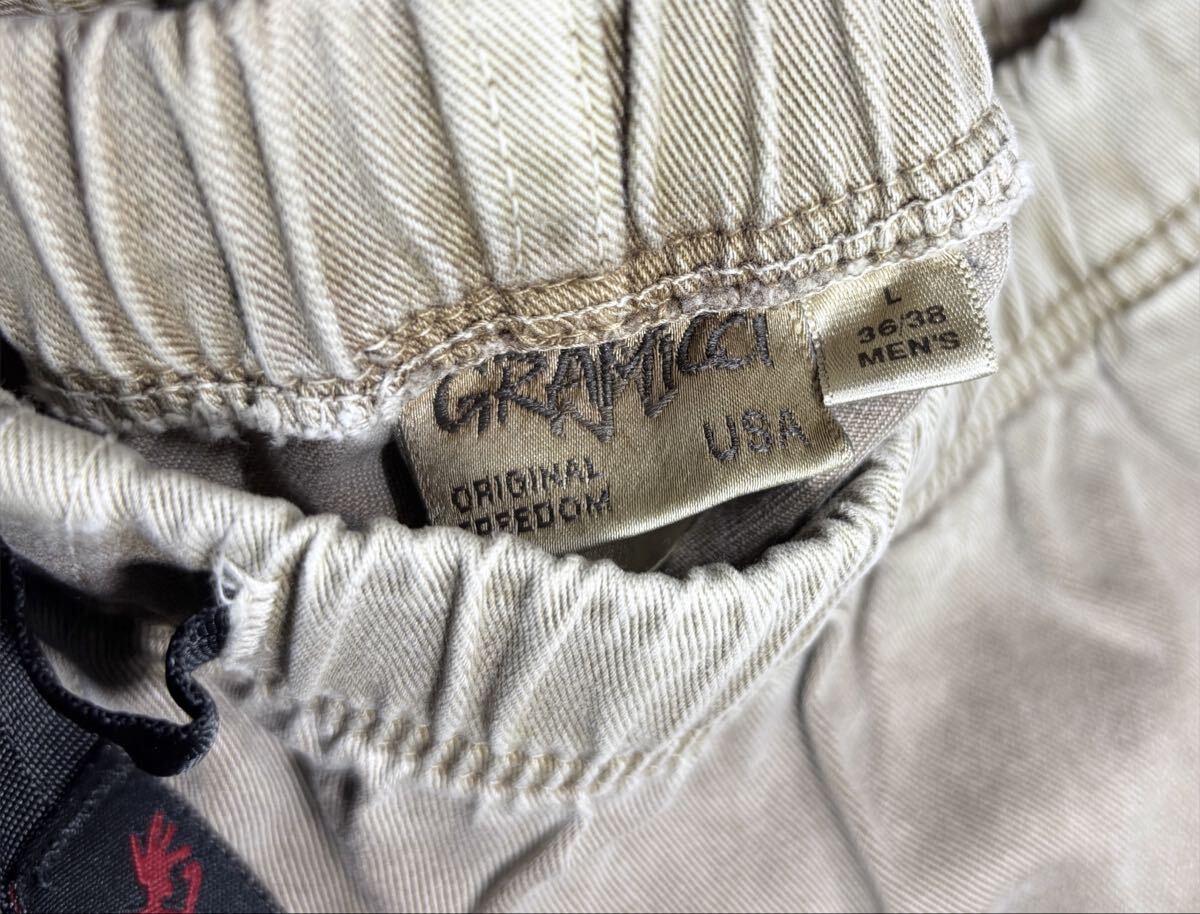 GRAMICCI
USA
ORIGINAL
FREEDOM
L
36/38
MEN'S